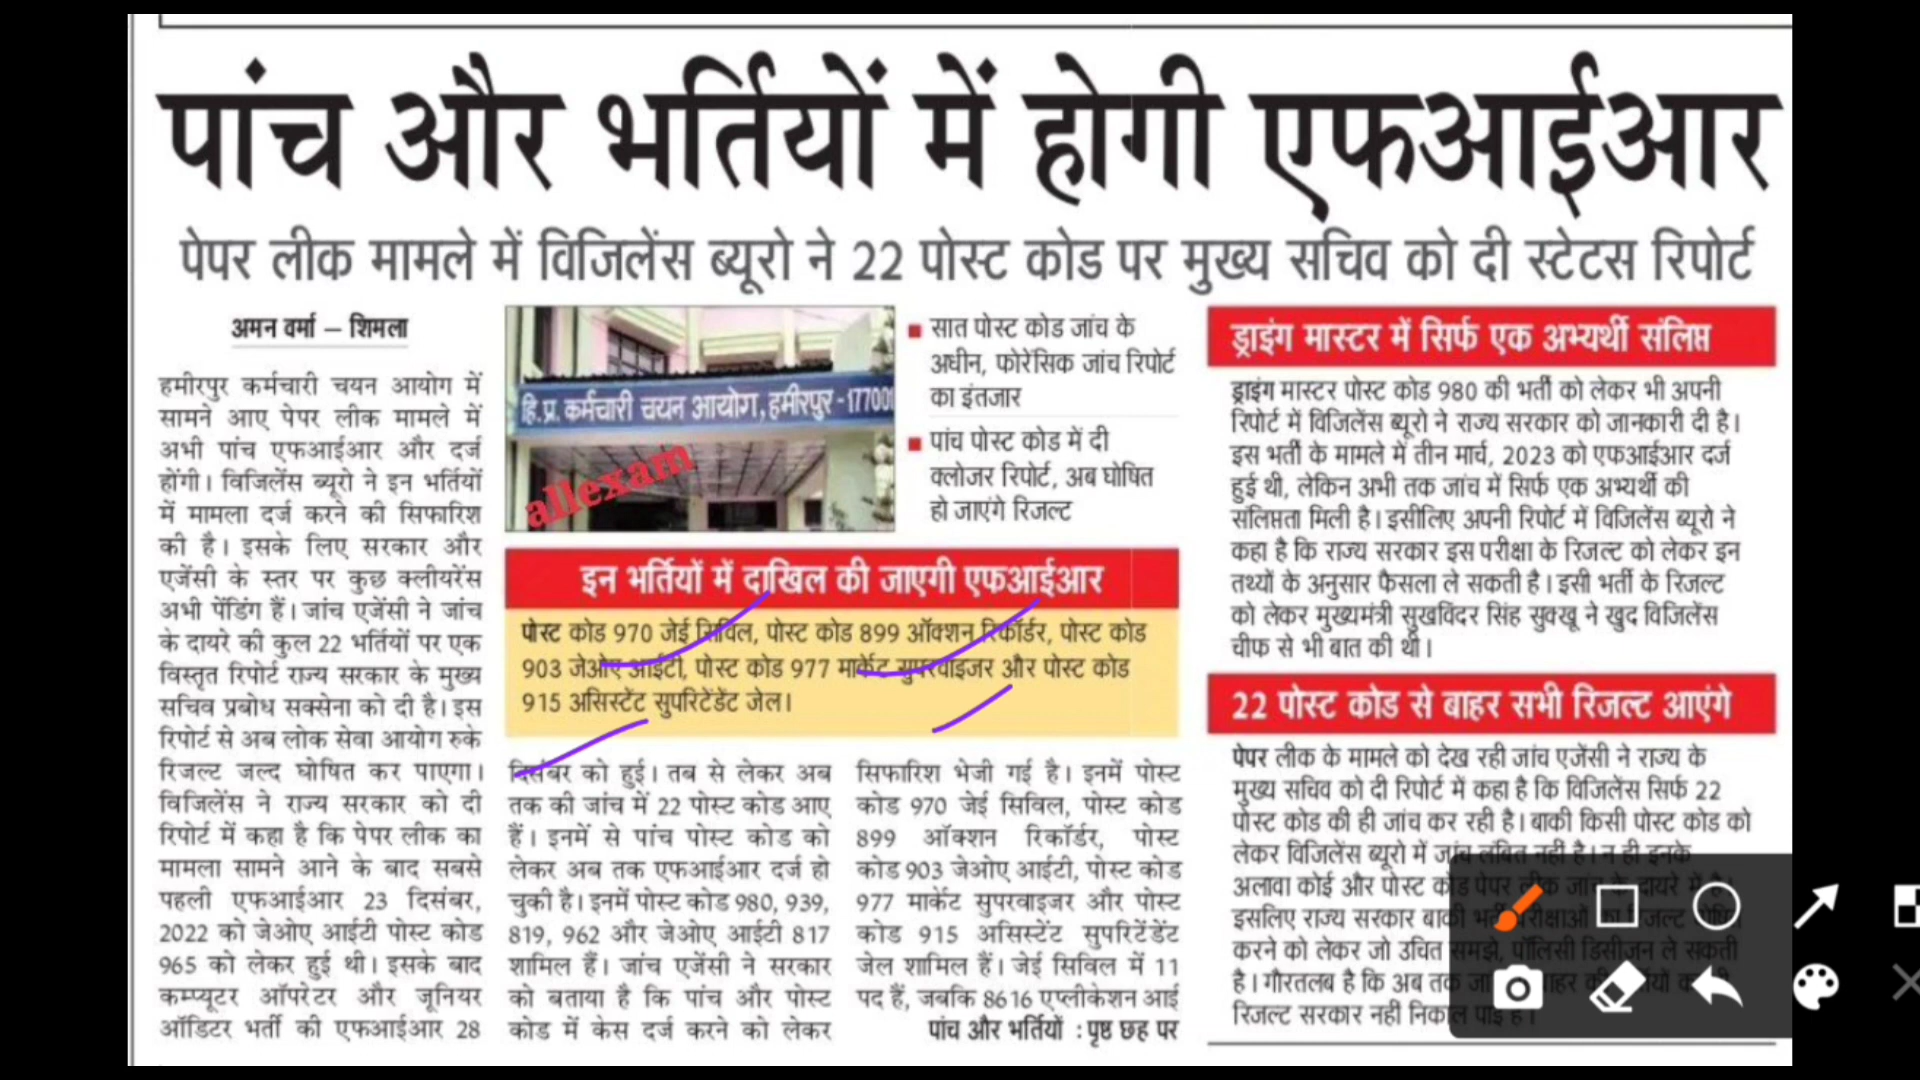 पांच और भर्तियों में होगी एफआईआर
पेपर लीक मामले में विजिलेंस ब्यूरो ने 22 पोस्ट कोड पर मुख्य सचिव को दी स्टेटस रिपोर्ट
अमन वर्मा – शिमला
हमीरपुर कर्मचारी चयन आयोग में
सामने आए पेपर लीक मामले में
अभी पांच एफआईआर और दर्ज
होंगी। विजिलेंस ब्यूरो ने इन भर्तियों
में मामला दर्ज करने की सिफारिश
की है। इसके लिए सरकार और
एजेंसी के स्तर पर कुछ क्लीयरेंस
अभी पेंडिंग हैं। जांच एजेंसी ने जांच
के दायरे की कुल 22 भर्तियों पर एक
विस्तृत रिपोर्ट राज्य सरकार के मुख्य
सचिव प्रबोध सक्सेना को दी है। इस
रिपोर्ट से अब लोक सेवा आयोग रुके
रिजल्ट जल्द घोषित कर पाएगा।
विजिलेंस ने राज्य सरकार को दी
रिपोर्ट में कहा है कि पेपर लीक का
मामला सामने आने के बाद सबसे
पहली एफआईआर 23 दिसंबर,
2022 को जेओए आईटी पोस्ट कोड
965 को लेकर हुई थी। इसके बाद
कम्प्यूटर ऑपरेटर और जूनियर
ऑडिटर भर्ती की एफआईआर 28
हि.प्र. कर्मचारी चयन आयोग, हमीरपुर -17700
allexam
सात पोस्ट कोड जांच के
अधीन, फोरेंसिक जांच रिपोर्ट
का इंतजार
पांच पोस्ट कोड में दी
क्लोजर रिपोर्ट, अब घोषित
हो जाएंगे रिजल्ट
इन भर्तियों में दाखिल की जाएगी एफआईआर
पोस्ट कोड 970 जेई सिविल, पोस्ट कोड 899 ऑक्शन रिकॉर्डर, पोस्ट कोड
903 जेओए आईटी, पोस्ट कोड 977 मार्केट सुपरवाइजर और पोस्ट कोड
915 असिस्टेंट सुपरिटेंडेंट जेल।
दिसंबर को हुई। तब से लेकर अब
तक की जांच में 22 पोस्ट कोड आए
हैं। इनमें से पांच पोस्ट कोड को
लेकर अब तक एफआईआर दर्ज हो
चुकी है। इनमें पोस्ट कोड 980, 939,
819, 962 और जेओए आईटी 817
शामिल हैं। जांच एजेंसी ने सरकार
को बताया है कि पांच और पोस्ट
कोड में केस दर्ज करने को लेकर
सिफारिश भेजी गई है। इनमें पोस्ट
कोड 970 जेई सिविल, पोस्ट कोड
899 ऑक्शन रिकॉर्डर, पोस्ट
कोड 903 जेओए आईटी, पोस्ट कोड
977 मार्केट सुपरवाइजर और पोस्ट
कोड 915 असिस्टेंट सुपरिटेंडेंट
जेल शामिल हैं। जेई सिविल में 11
पद हैं, जबकि 8616 एप्लीकेशन आई
पांच और भर्तियों : पृष्ठ छह पर
ड्राइंग मास्टर में सिर्फ एक अभ्यर्थी संलिप्त
ड्राइंग मास्टर पोस्ट कोड 980 की भर्ती को लेकर भी अपनी
रिपोर्ट में विजिलेंस ब्यूरो ने राज्य सरकार को जानकारी दी है।
इस भर्ती के मामले में तीन मार्च, 2023 को एफआईआर दर्ज
हुई थी, लेकिन अभी तक जांच में सिर्फ एक अभ्यर्थी की
संलिप्तता मिली है। इसीलिए अपनी रिपोर्ट में विजिलेंस ब्यूरो ने
कहा है कि राज्य सरकार इस परीक्षा के रिजल्ट को लेकर इन
तथ्यों के अनुसार फैसला ले सकती है। इसी भर्ती के रिजल्ट
को लेकर मुख्यमंत्री सुखविंदर सिंह सुक्खू ने खुद विजिलेंस
चीफ से भी बात की थी।
22 पोस्ट कोड से बाहर सभी रिजल्ट आएंगे
पेपर लीक के मामले को देख रही जांच एजेंसी ने राज्य के
मुख्य सचिव को दी रिपोर्ट में कहा है कि विजिलेंस सिर्फ 22
पोस्ट कोड की ही जांच कर रही है। बाकी किसी पोस्ट कोड को
लेकर विजिलेंस ब्यूरो में जांच लंबित नहीं है। न ही इनके
अलावा कोई और पोस्ट कोड पेपर लीक जांच के दायरे में है।
इसलिए राज्य सरकार बाकी भर्ती परीक्षाओं का रिजल्ट घोषित
करने को लेकर जो उचित समझे, पॉलिसी डिसीजन ले सकती
है। गौरतलब है कि अब तक बाहर की
रिजल्ट सरकार नहीं निकाल पाई है।